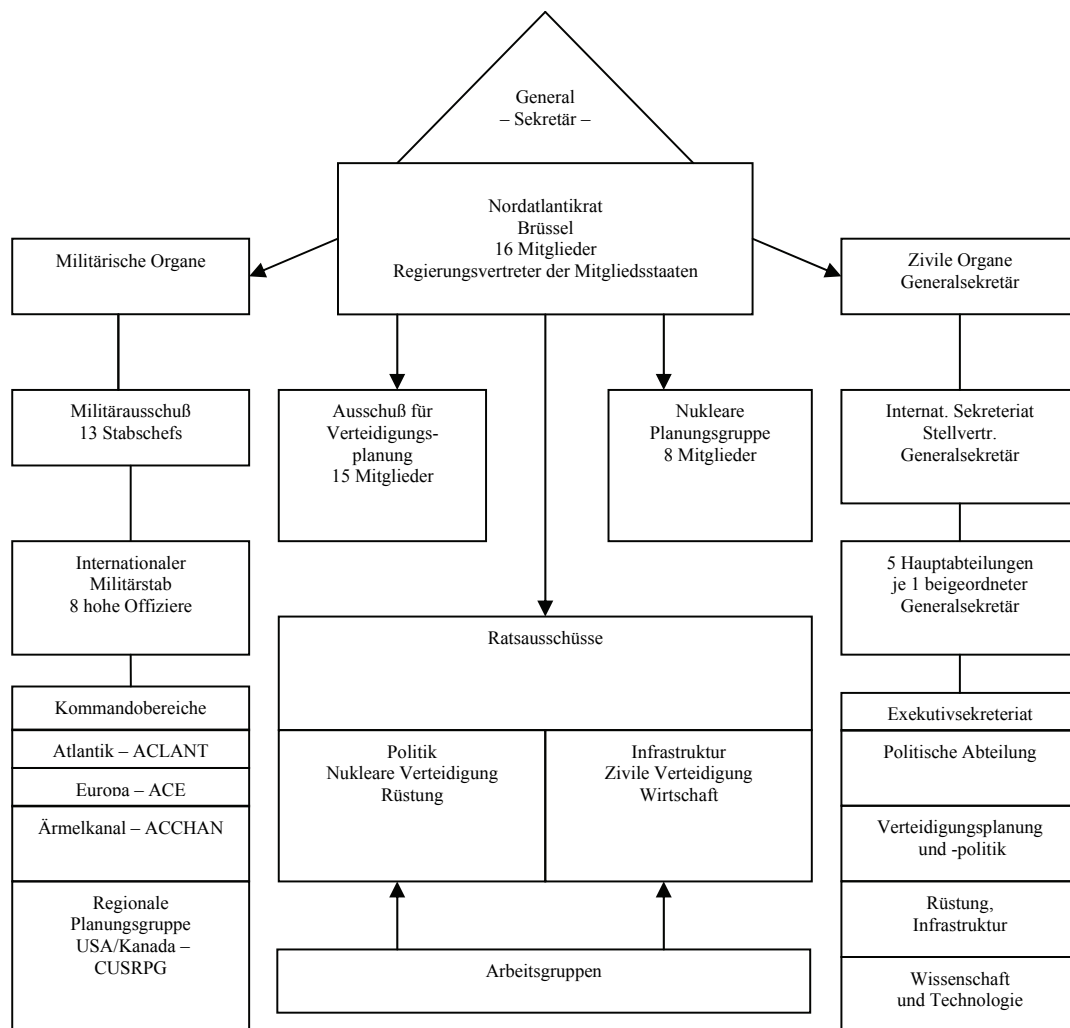 General
– Sekretär –
Nordatlantikrat
Brüssel
16 Mitglieder
Regierungsvertreter der Mitgliedsstaaten
Militärische Organe
Zivile Organe
Generalsekretär
Militärausschuß
13 Stabschefs
Ausschuß für
Verteidigungs-
planung
15 Mitglieder
Nukleare
Planungsgruppe
8 Mitglieder
Internat. Sekreteriat
Stellvertr.
Generalsekretär
Internationaler
Militärstab
8 hohe Offiziere
5 Hauptabteilungen
je 1 beigeordneter
Generalsekretär
Ratsausschüsse
Kommandobereiche
Atlantik – ACLANT
Europa – ACE
Ärmelkanal – ACCHAN
Regionale
Planungsgruppe
USA/Kanada –
CUSRPG
Politik
Nukleare Verteidigung
Rüstung
Infrastruktur
Zivile Verteidigung
Wirtschaft
Arbeitsgruppen
Exekutivsekreteriat
Politische Abteilung
Verteidigungsplanung
und -politik
Rüstung,
Infrastruktur
Wissenschaft
und Technologie